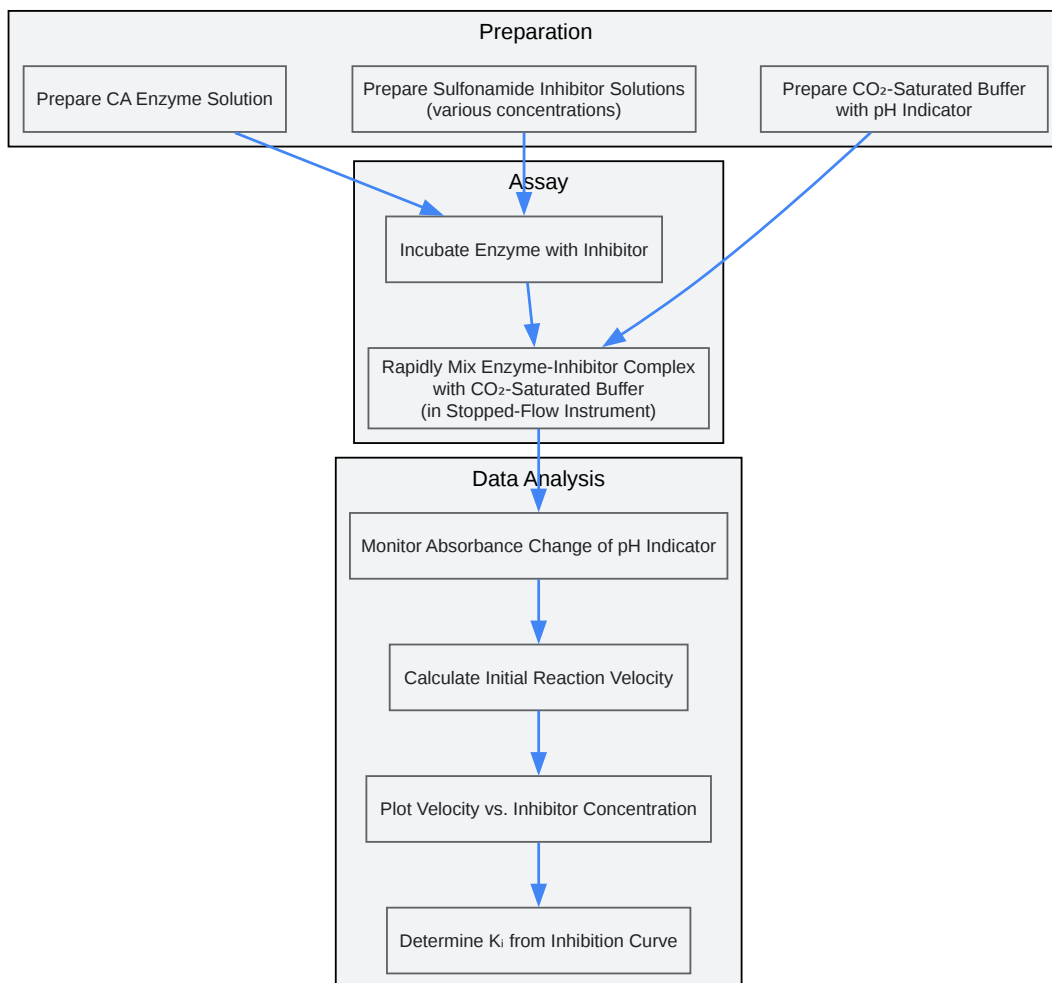 Preparation
Prepare CA Enzyme Solution
Prepare Sulfonamide Inhibitor Solutions
(various concentrations)
Prepare CO₂-Saturated Buffer
with pH Indicator
Assay
Incubate Enzyme with Inhibitor
Rapidly Mix Enzyme-Inhibitor Complex
with CO₂-Saturated Buffer
(in Stopped-Flow Instrument)
Data Analysis
Monitor Absorbance Change of pH Indicator
Calculate Initial Reaction Velocity
Plot Velocity vs. Inhibitor Concentration
Determine Kᵢ from Inhibition Curve